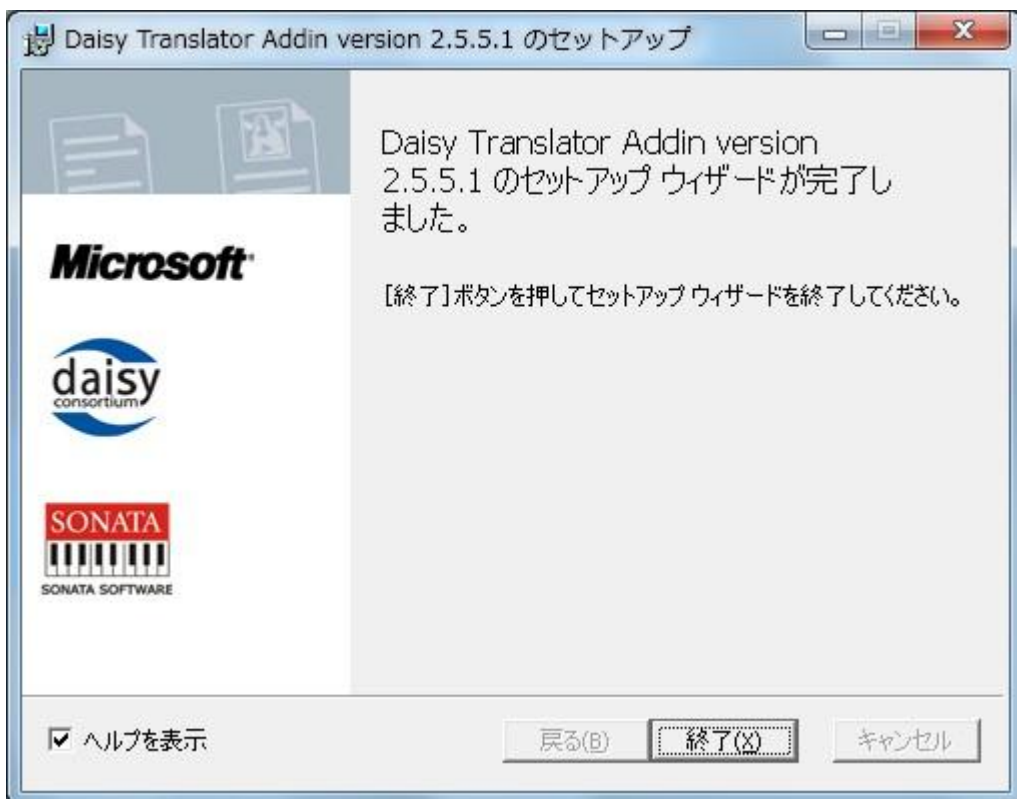 Daisy Translator Addin version 2.5.5.1 のセットアップ
Daisy Translator Addin version
2.5.5.1 のセットアップ ウィザードが完了し
ました。
Microsoft
[終了]ボタンを押してセットアップ ウィザードを終了してください。
daisy
consortium
SONATA
SONATA SOFTWARE
ヘルプを表示
戻る(B)
終了(X)
キャンセル